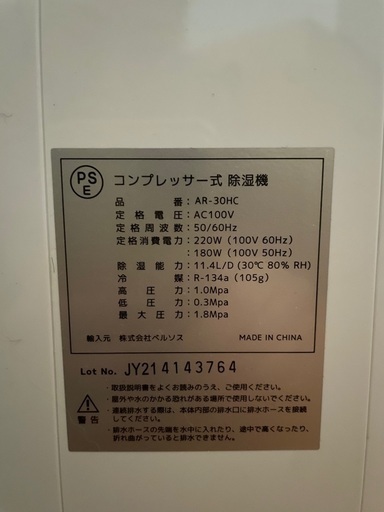 PS
E
コンプレッサー式 除湿機
品番：AR-30HC
定格電圧：AC100V
定格周波数：50/60Hz
定格消費電力：220W (100V 60Hz)
180W (100V 50Hz)
除湿能力：11.4L/D (30℃ 80% RH)
冷媒：R-134a (105g)
高圧圧力：1.0Mpa
低圧圧力：0.3Mpa
最大圧力：1.8Mpa
輸入元 株式会社ベルソス MADE IN CHINA
Lot No. JY214143764
警告
・取扱説明書をよくお読みのうえ、ご使用ください。
・屋外や水のかかる恐れがある場所で使用しないでください。
・連続排水する際は、本体内部の排水口に排水ホースを接続
してください。
・排水ホースの先端を水中に入れたり、途中で高くなったり、
折れ曲がっていると排水できません。